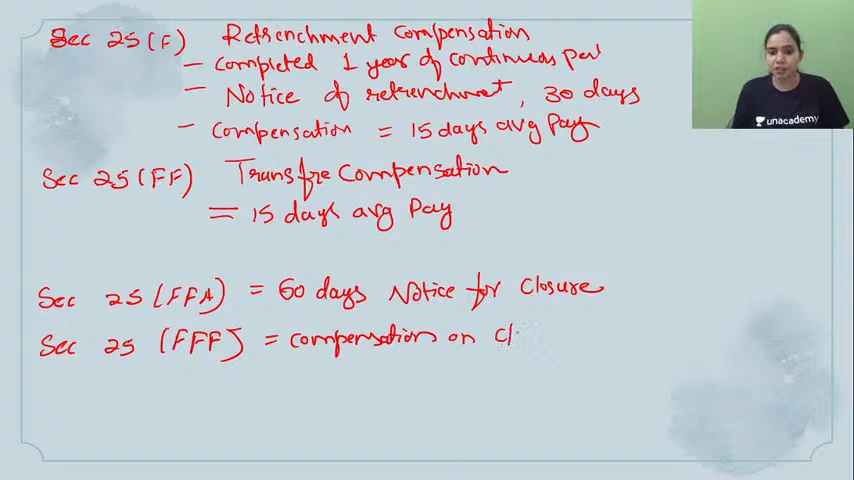 Sec 25(F) Retrenchment Compensation
- completed 1 year of continuous
- Notice of retrenchment, 30 days
- compensation = 15 days avg Pay
Sec 25(FF) Transfre Compensation
= 15 days avg Pay
Sec 25(FFA) = 60 days Notice for Closure
Sec 25 (FFF) = compensation on Cl
unacademy